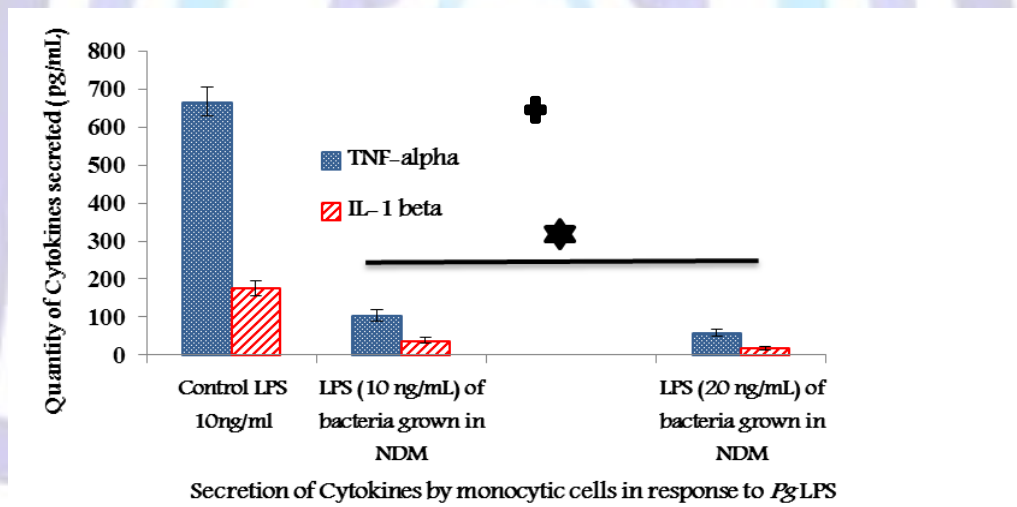 Quantity of Cytokines secreted (pg/mL)
800
700
600
500
400
300
200
100
0
TNF-alpha
IL-1 beta
Control LPS
10ng/ml
LPS (10 ng/mL) of
bacteria grown in
NDM
LPS (20 ng/mL) of
bacteria grown in
NDM
Secretion of Cytokines by monocytic cells in response to Pg LPS